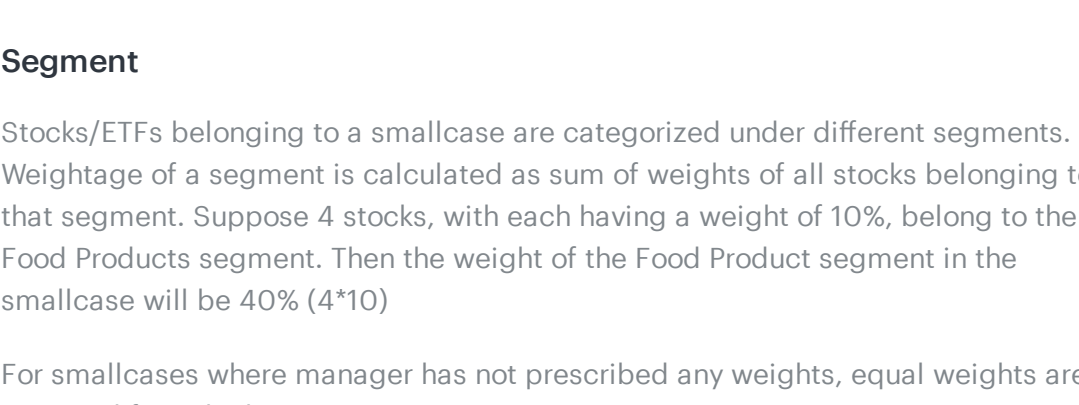 Segment
Stocks/ETFs belonging to a smallcase are categorized under different segments.
Weightage of a segment is calculated as sum of weights of all stocks belonging
that segment. Suppose 4 stocks, with each having a weight of 10%, belong to the
Food Products segment. Then the weight of the Food Product segment in the
smallcase will be 40% (4*10)
For smallcases where manager has not prescribed any weights, equal weights are